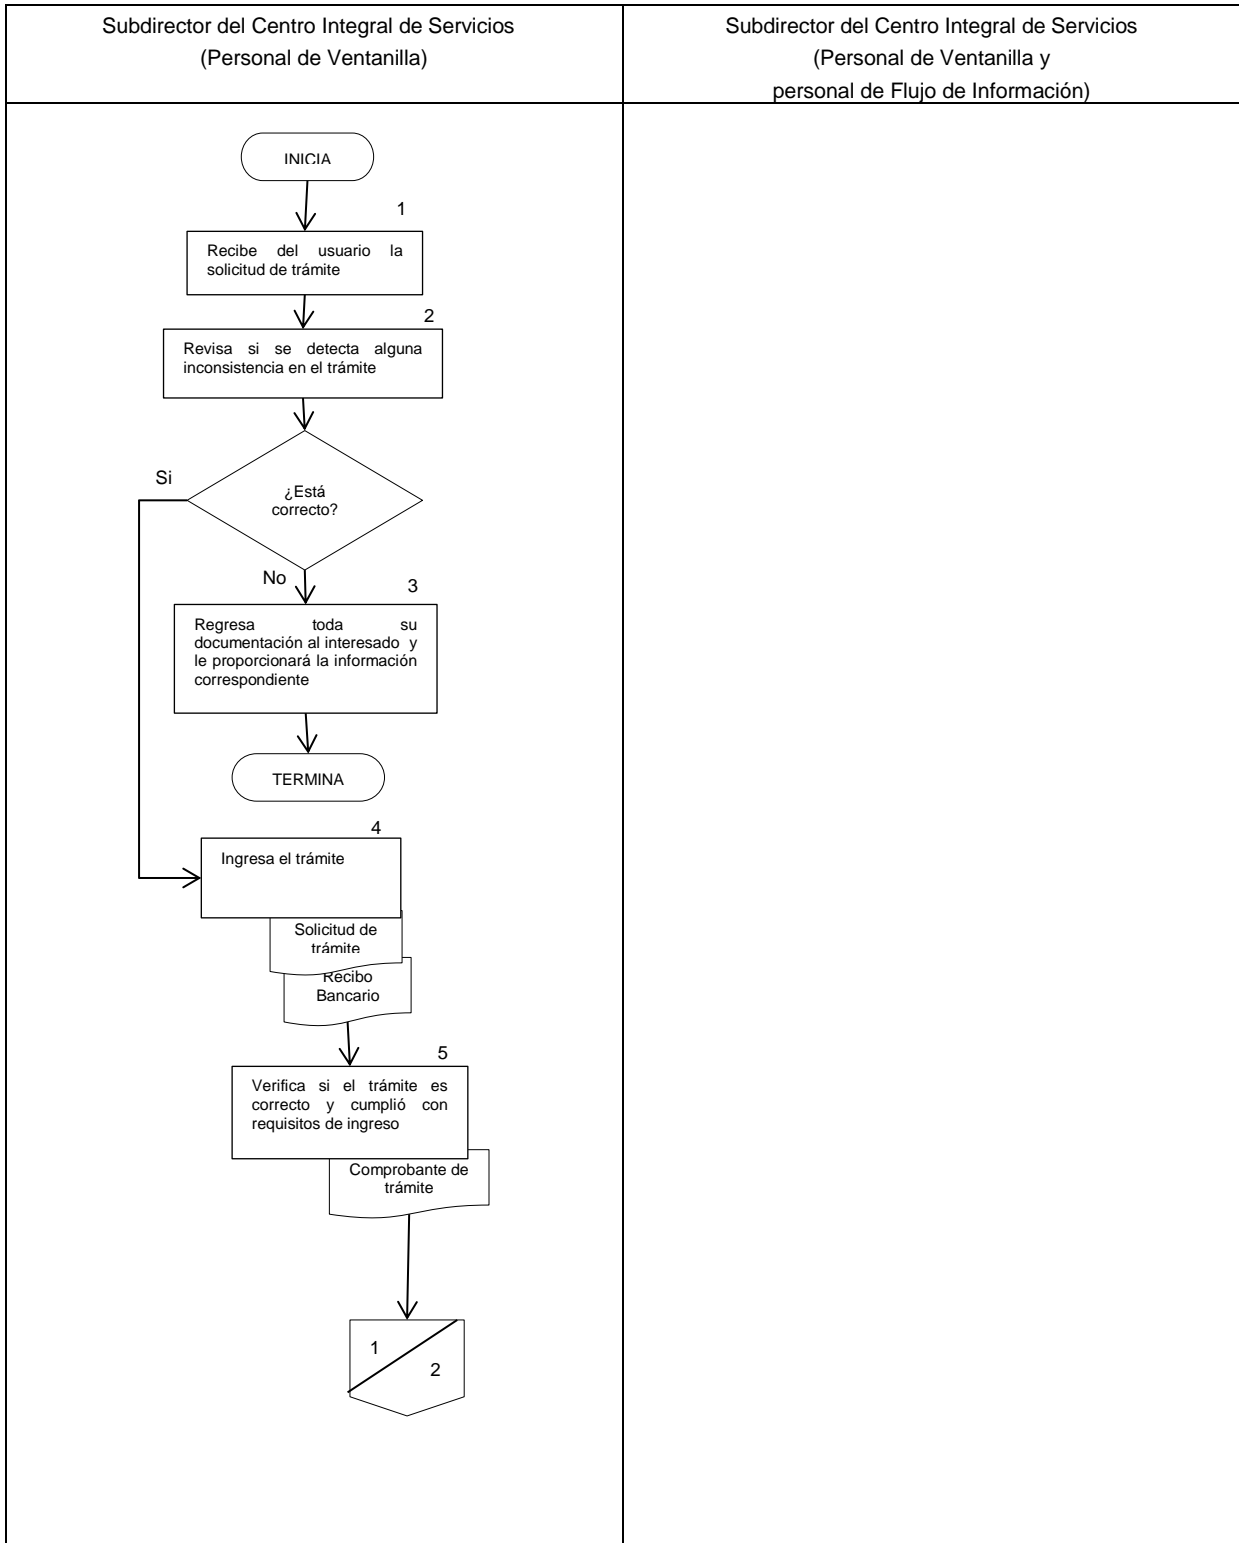 Subdirector del Centro Integral de Servicios
(Personal de Ventanilla)
Subdirector del Centro Integral de Servicios
(Personal de Ventanilla y
personal de Flujo de Información)
INICIA
1
Recibe del usuario la
solicitud de trámite
2
Revisa si se detecta alguna
inconsistencia en el trámite
¿Está
correcto?
Si
No
3
Regresa toda su
documentación al interesado y
le proporcionará la información
correspondiente
TERMINA
4
Ingresa el trámite
Solicitud de
trámite
Recibo
Bancario
5
Verifica si el trámite es
correcto y cumplió con
requisitos de ingreso
Comprobante de
trámite
1
2